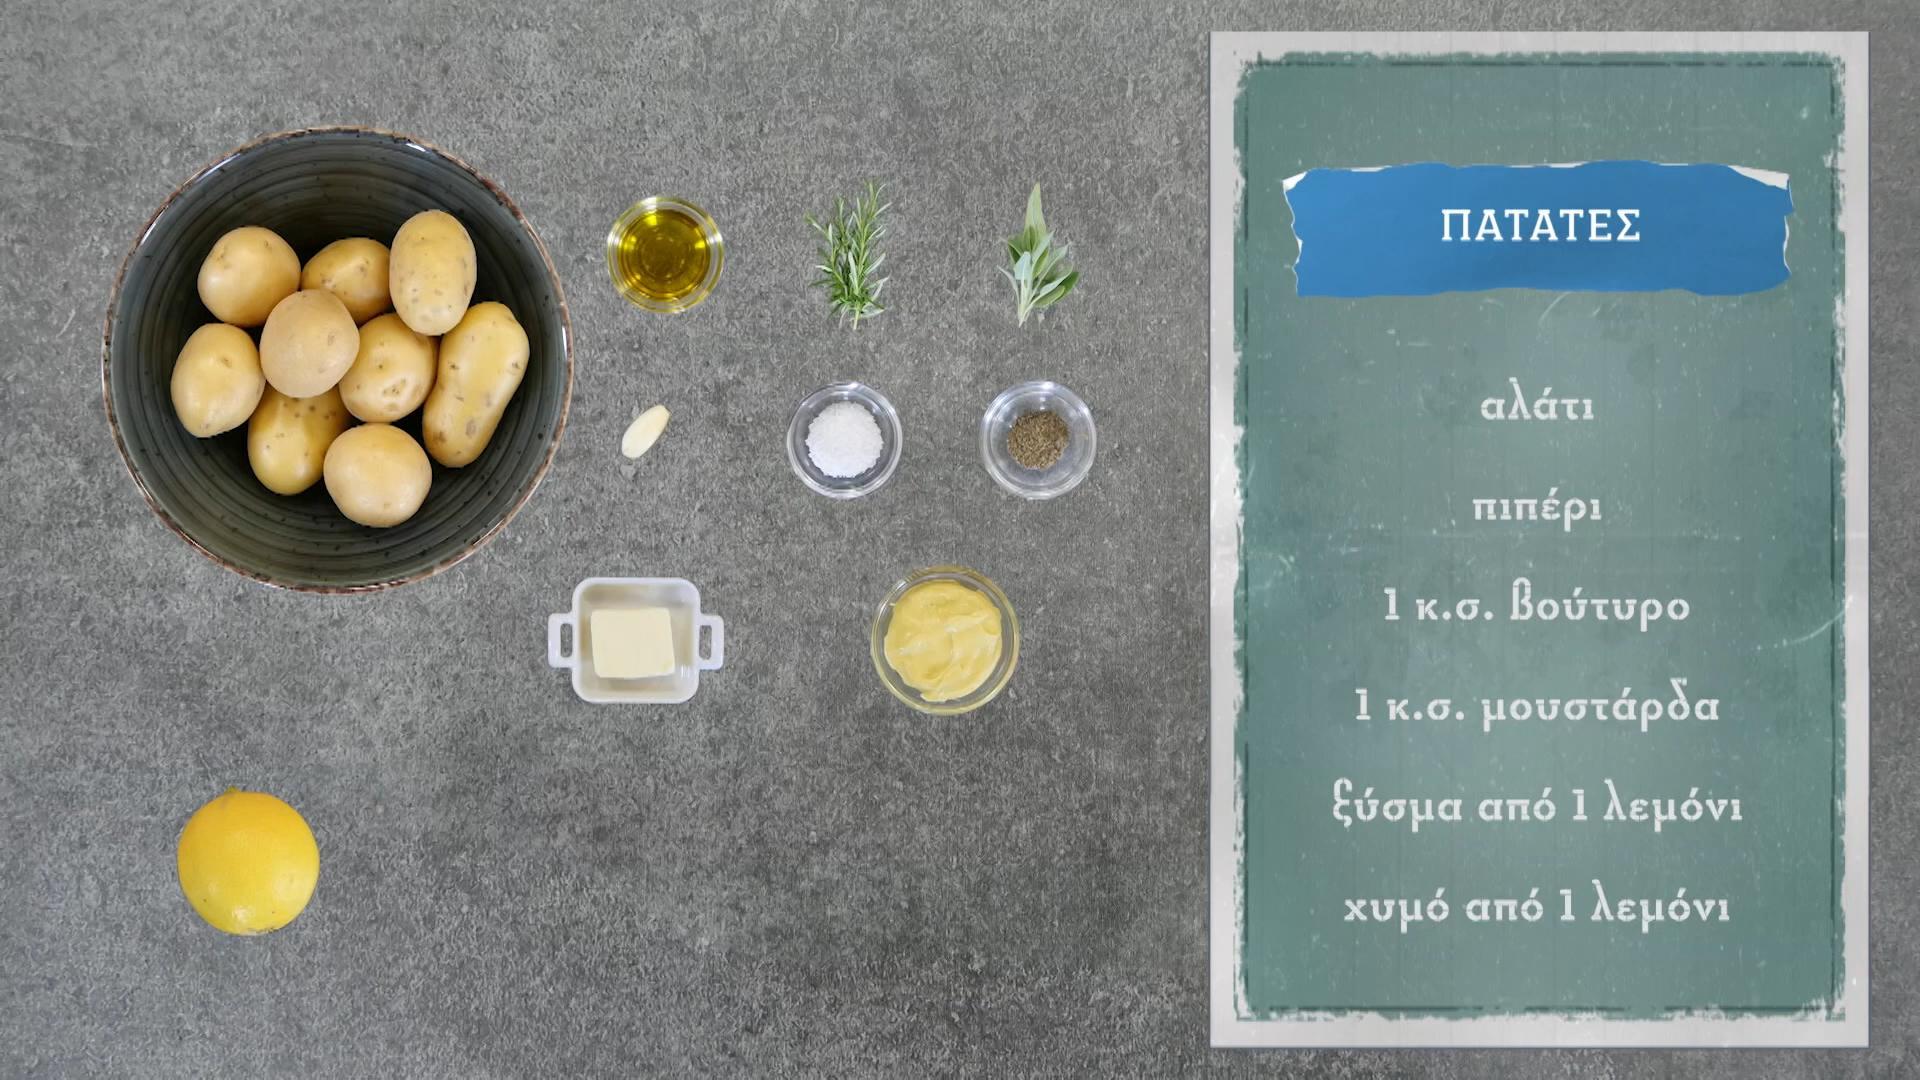 ΠΑΤΑΤΕΣ
αλάτι
πιπέρι
1 κ.σ. βούτυρο
1 κ.σ. μουστάρδα
ξύσμα από 1 λεμόνι
χυμό από 1 λεμόνι